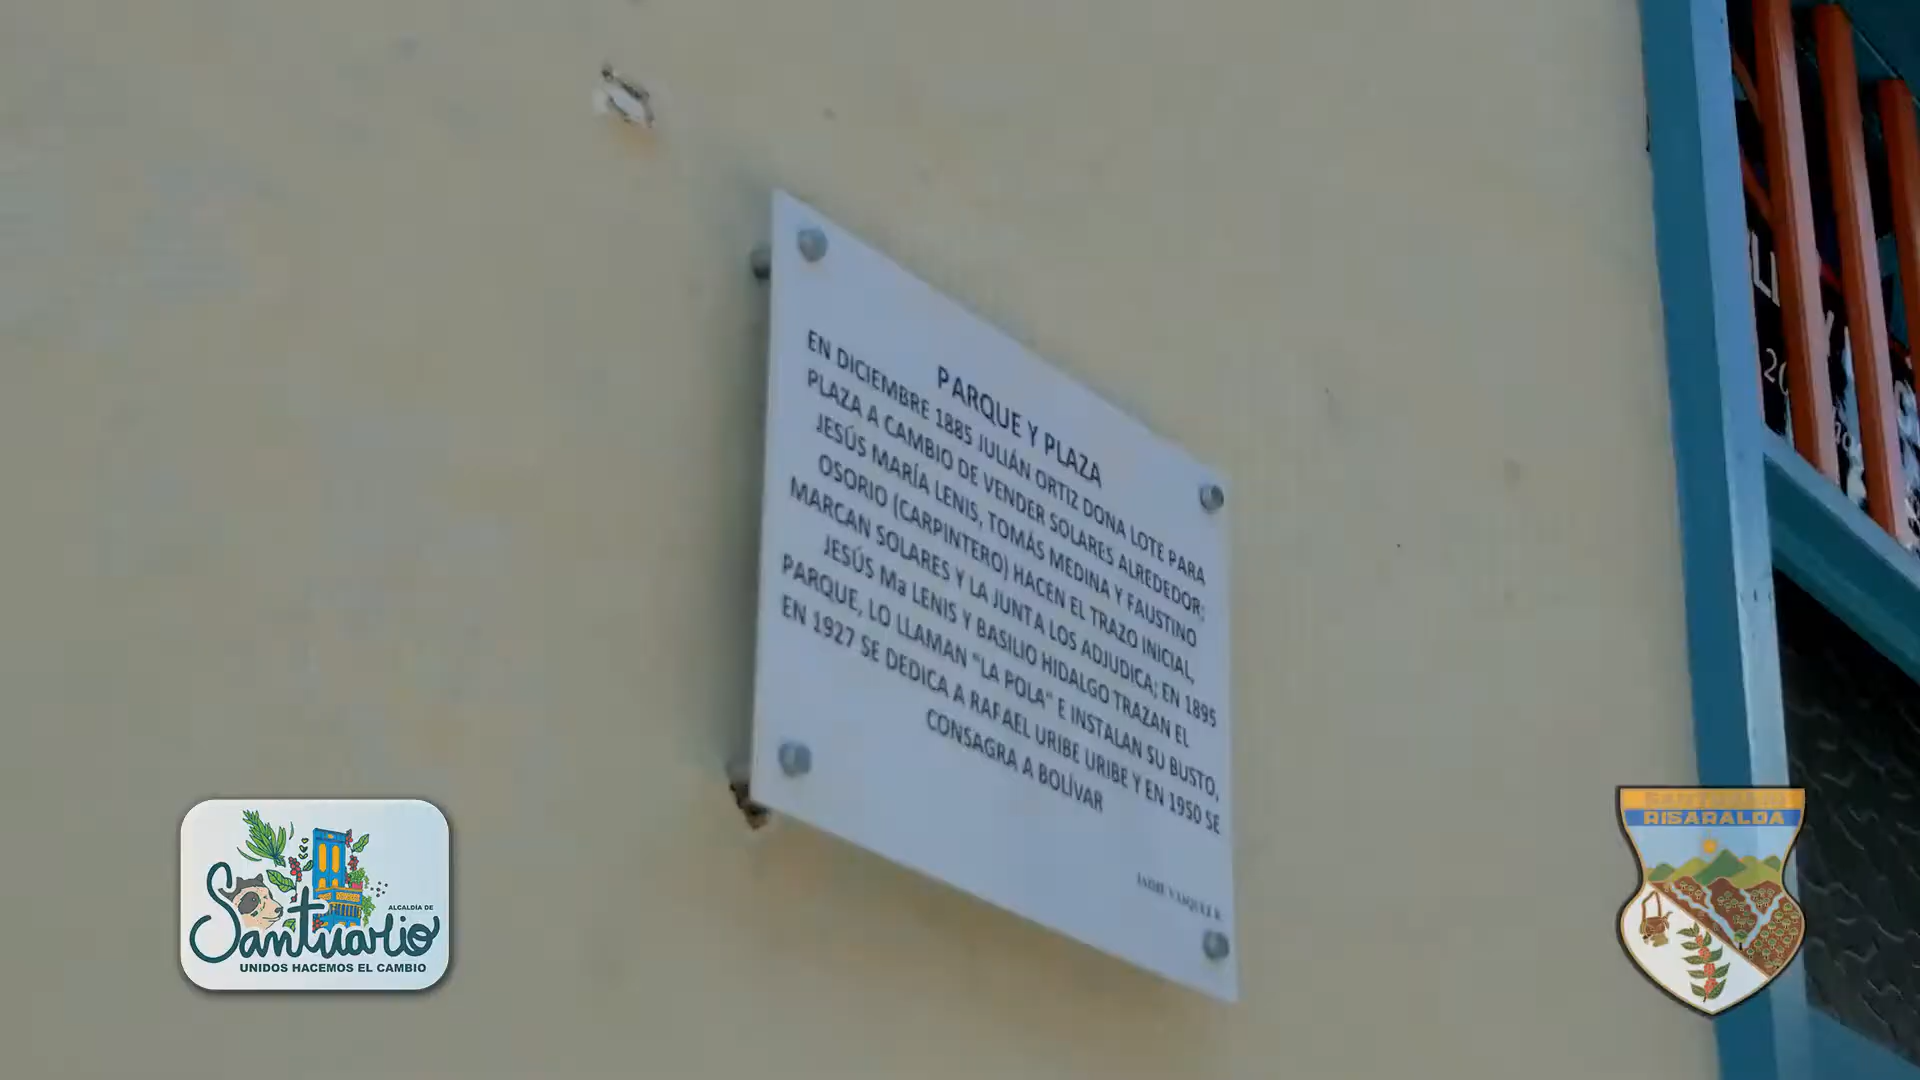 PARQUE Y PLAZA
EN DICIEMBRE 1885 JULIÁN ORTIZ DONA LOTE PARA
PLAZA A CAMBIO DE VENDER SOLARES ALREDEDOR;
JESÚS MARÍA LENIS, TOMÁS MEDINA Y FAUSTINO
OSORIO (CARPINTERO) HACEN EL TRAZO INICIAL,
MARCAN SOLARES Y LA JUNTA LOS ADJUDICA; EN 1895
JESÚS Ma LENIS Y BASILIO HIDALGO TRAZAN EL
PARQUE, LO LLAMAN "LA POLA" E INSTALAN SU BUSTO,
EN 1927 SE DEDICA A RAFAEL URIBE URIBE Y EN 1950 SE
CONSAGRA A BOLÍVAR
JAIME VASQUEZ R.
ALCALDÍA DE
Santuario
UNIDOS HACEMOS EL CAMBIO
SANTUARIO
RISARALDA